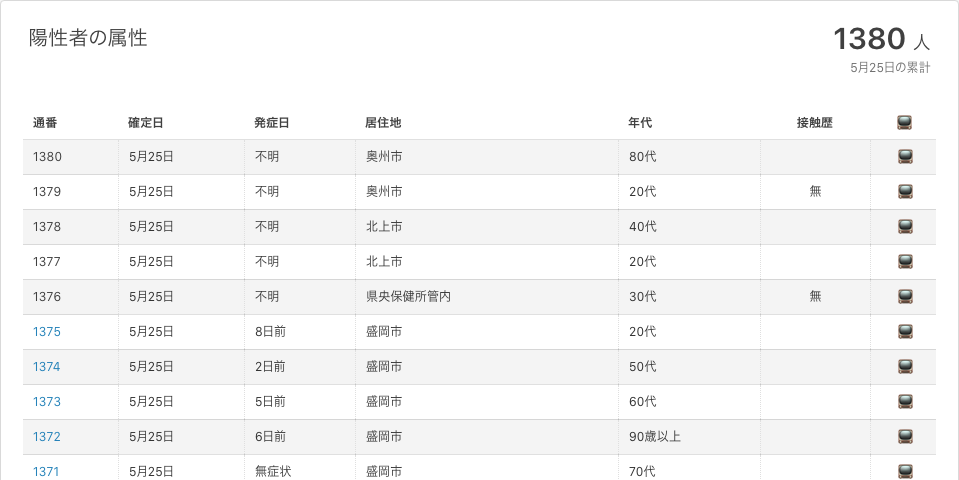 陽性者の属性
1380 人
5月25日の累計
通番 確定日 発症日 居住地 年代 接触歴
1380 5月25日 不明 奥州市 80代
1379 5月25日 不明 奥州市 20代 無
1378 5月25日 不明 北上市 40代
1377 5月25日 不明 北上市 20代
1376 5月25日 不明 県央保健所管内 30代 無
1375 5月25日 8日前 盛岡市 20代
1374 5月25日 2日前 盛岡市 50代
1373 5月25日 5日前 盛岡市 60代
1372 5月25日 6日前 盛岡市 90歳以上
1371 5月25日 無症状 盛岡市 70代